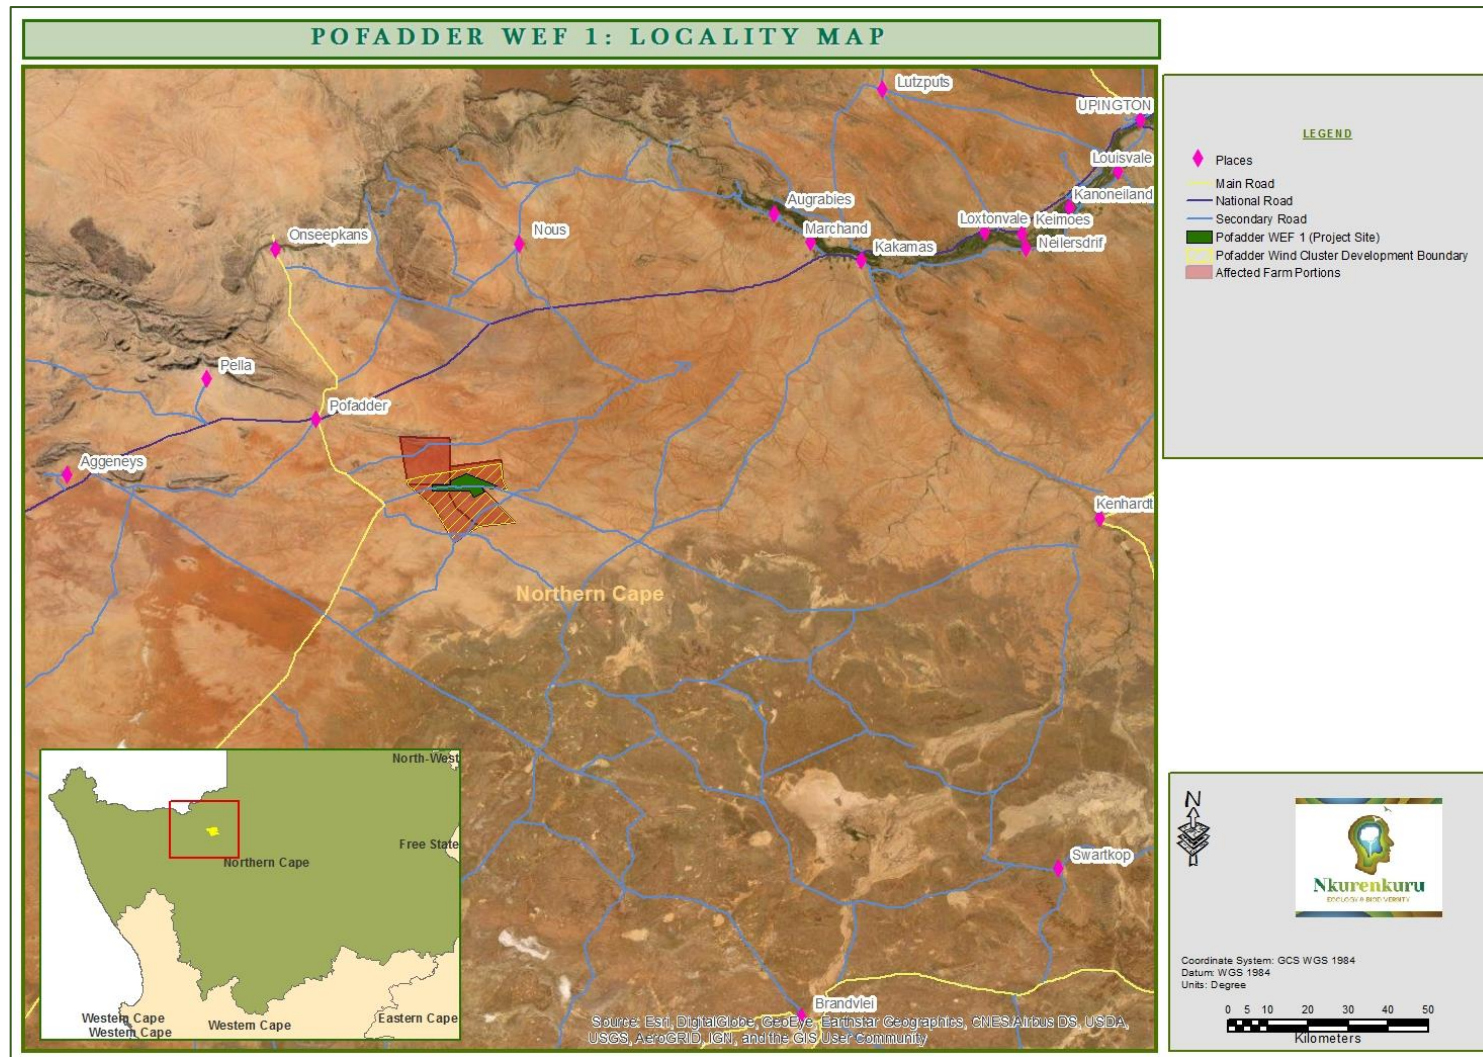 POFADDER WEF 1: LOCALITY MAP
Lutzputs
UPINGTON
Louisvale
Kanoneiland
Augrabies
Loxtonvale
Keimoes
Marchand
Neilersdrif
Onseepkans
Nous
Kakamas
Pella
Pofadder
Aggeneys
Kenhardt
Northern Cape
Swartkop
Brandvlei
Source: Esri, DigitalGlobe, GeoEye, Earthstar Geographics, CNES/Airbus DS, USDA,
USGS, AeroGRID, IGN, and the GIS User Community
North-West
Free State
Northern Cape
Western Cape
Western Cape
Western Cape
Eastern Cape
LEGEND
Places
Main Road
National Road
Secondary Road
Pofadder WEF 1 (Project Site)
Pofadder Wind Cluster Development Boundary
Affected Farm Portions
N
Nkurenkuru
ECOLOGY & BIODIVERSITY
Coordinate System: GCS WGS 1984
Datum: WGS 1984
Units: Degree
0 5 10 20 30 40 50
Kilometers